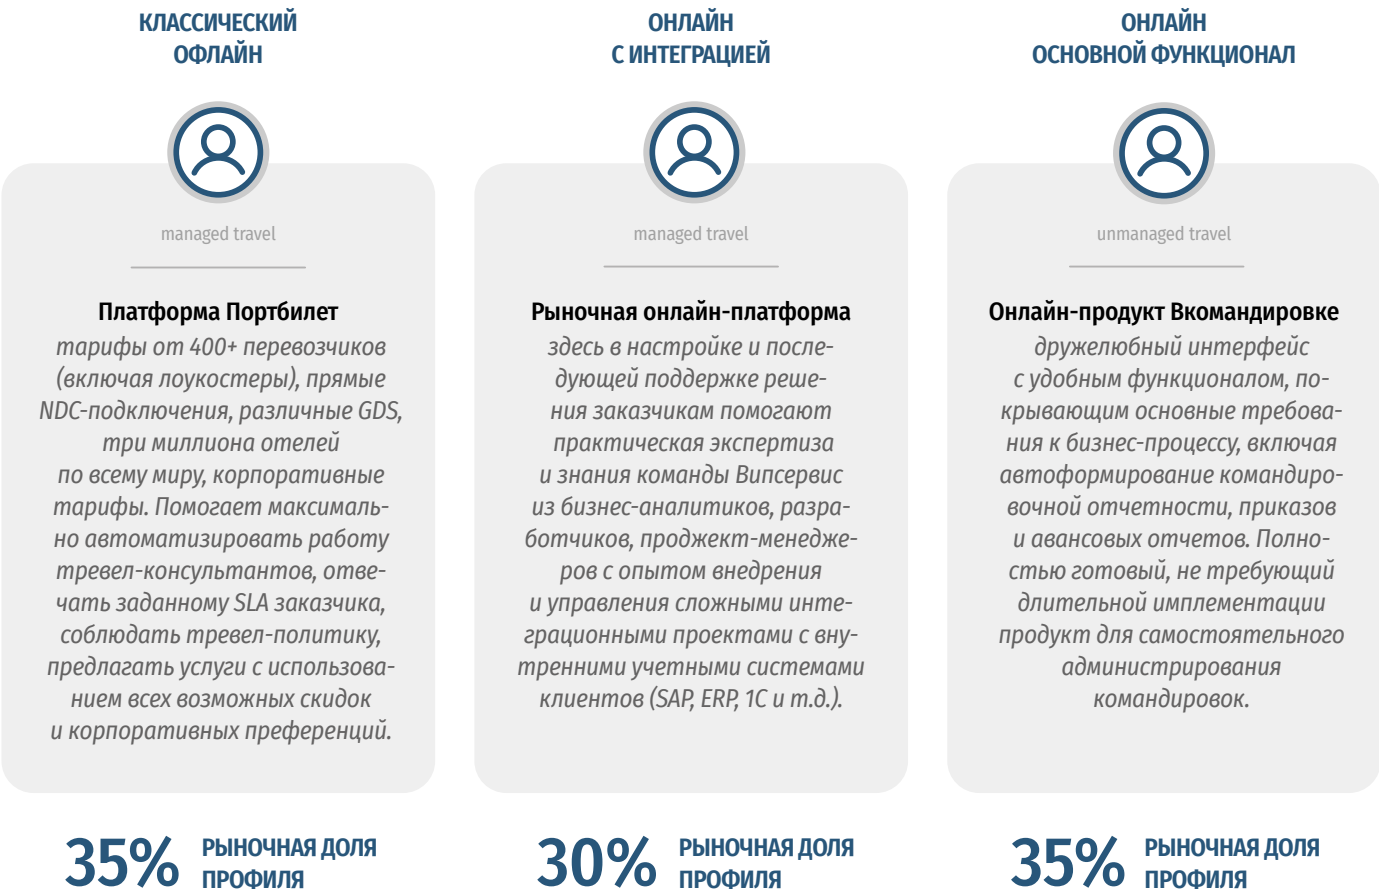 КЛАССИЧЕСКИЙ
ОФЛАЙН
managed travel
Платформа Портбилет
тарифы от 400+ перевозчиков
(включая лоукостеры), прямые
NDC-подключения, различные GDS,
три миллиона отелей
по всему миру, корпоративные
тарифы. Помогает максималь-
но автоматизировать работу
тревел-консультантов, отве-
чать заданному SLA заказчика,
соблюдать тревел-политику,
предлагать услуги с использова-
нием всех возможных скидок
и корпоративных преференций.
35% РЫНОЧНАЯ ДОЛЯ
ПРОФИЛЯ
ОНЛАЙН
С ИНТЕГРАЦИЕЙ
managed travel
Рыночная онлайн-платформа
здесь в настройке и после-
дующей поддержке реше-
ния заказчикам помогают
практическая экспертиза
и знания команды Випсервис
из бизнес-аналитиков, разра-
ботчиков, проджект-менедже-
ров с опытом внедрения
и управления сложными инте-
грационными проектами с вну-
тренними учетными системами
клиентов (SAP, ERP, 1С и т.д.).
30% РЫНОЧНАЯ ДОЛЯ
ПРОФИЛЯ
ОНЛАЙН
ОСНОВНОЙ ФУНКЦИОНАЛ
unmanaged travel
Онлайн-продукт Вкомандировке
дружелюбный интерфейс
с удобным функционалом, по-
крывающим основные требова-
ния к бизнес-процессу, включая
автоформирование командиро-
вочной отчетности, приказов
и авансовых отчетов. Полно-
стью готовый, не требующий
длительной имплементации
продукт для самостоятельного
администрирования
командировок.
35% РЫНОЧНАЯ ДОЛЯ
ПРОФИЛЯ